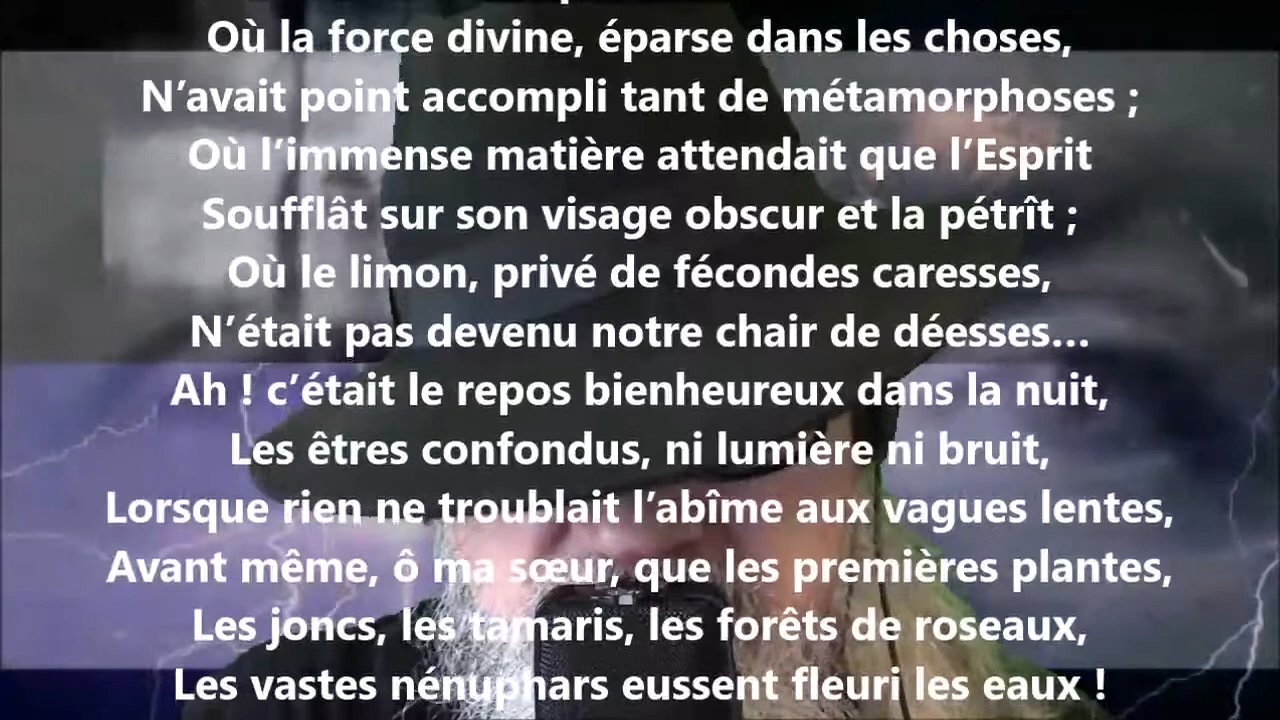 Où la force divine, éparse dans les choses,
N’avait point accompli tant de métamorphoses ;
Où l’immense matière attendait que l’Esprit
Soufflât sur son visage obscur et la pétrît ;
Où le limon, privé de fécondes caresses,
N’était pas devenu notre chair de déesses...
Ah ! c’était le repos bienheureux dans la nuit,
Les êtres confondus, ni lumière ni bruit,
Lorsque rien ne troublait l’abîme aux vagues lentes,
Avant même, ô ma sœur, que les premières plantes,
Les joncs, les tamaris, les forêts de roseaux,
Les vastes nénuphars eussent fleuri les eaux !